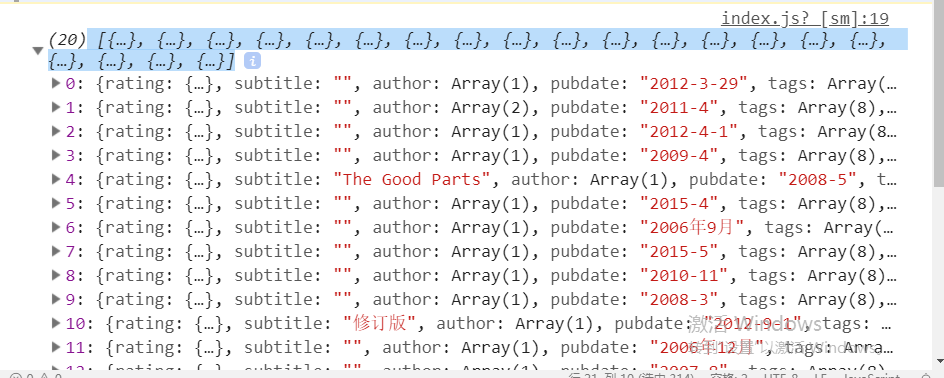 index.js? [sm]:19
(20) [{…}, {…}, {…}, {…}, {…}, {…}, {…}, {…}, {…}, {…}, {…}, {…}, {…}, {…}, {…}, {…},
{…}, {…}, {…}, {…}]
0: {rating: {…}, subtitle: "", author: Array(1), pubdate: "2012-3-29", tags: Array(…
1: {rating: {…}, subtitle: "", author: Array(2), pubdate: "2011-4", tags: Array(8),…
2: {rating: {…}, subtitle: "", author: Array(1), pubdate: "2012-4-1", tags: Array(8…
3: {rating: {…}, subtitle: "", author: Array(1), pubdate: "2009-4", tags: Array(8),…
4: {rating: {…}, subtitle: "The Good Parts", author: Array(1), pubdate: "2008-5", t…
5: {rating: {…}, subtitle: "", author: Array(1), pubdate: "2015-4", tags: Array(8),…
6: {rating: {…}, subtitle: "", author: Array(1), pubdate: "2006年9月", tags: Array(…
7: {rating: {…}, subtitle: "", author: Array(1), pubdate: "2015-5", tags: Array(8),…
8: {rating: {…}, subtitle: "", author: Array(1), pubdate: "2010-11", tags: Array(8)…
9: {rating: {…}, subtitle: "", author: Array(1), pubdate: "2008-3", tags: Array(8),…
10: {rating: {…}, subtitle: "修订版", author: Array(1), pubdate: "2012-9-1", tags: …
激活 Windows
11: {rating: {…}, subtitle: "", author: Array(1), pubdate: "2006年12月", tags: Arra…
以激活 Windows。